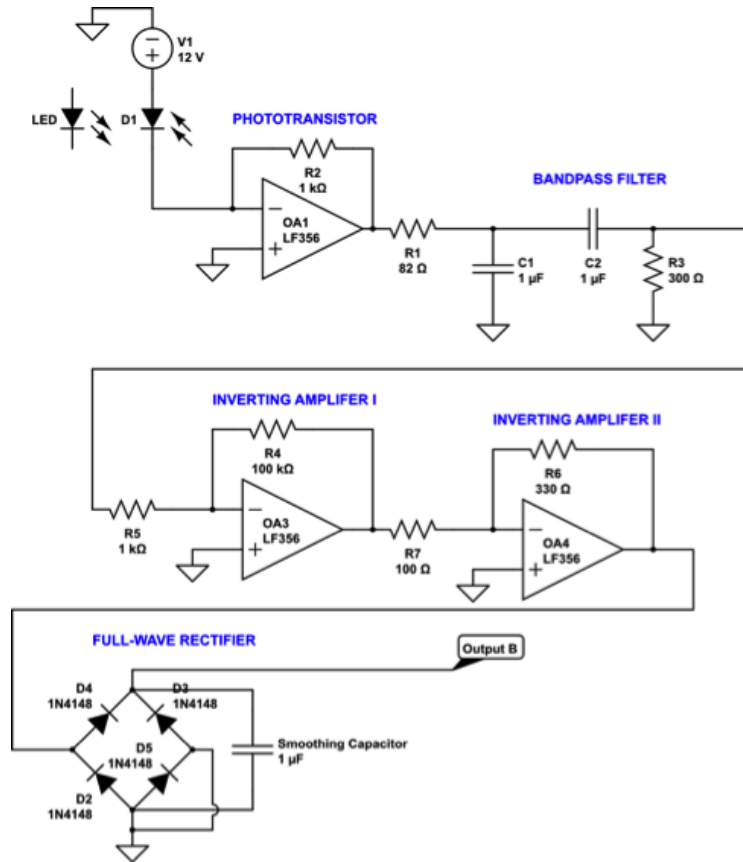 V1
12 V
LED
D1
PHOTOTRANSISTOR
R2
1 kΩ
OA1
LF356
R1
82 Ω
BANDPASS FILTER
C1
1 µF
C2
1 µF
R3
300 Ω
INVERTING AMPLIFER I
R4
100 kΩ
OA3
LF356
R5
1 kΩ
INVERTING AMPLIFER II
R6
330 Ω
OA4
LF356
R7
100 Ω
FULL-WAVE RECTIFIER
Output B
D4
1N4148
D3
1N4148
D5
1N4148
D2
1N4148
Smoothing Capacitor
1 µF